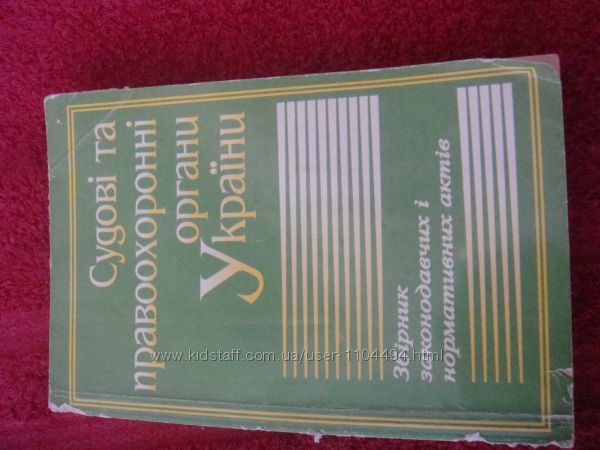 Судові та
правоохоронні
органи
України
Збірник
законодавчих і
нормативних актів
www.kidstaff.com.ua/user-1104494.html